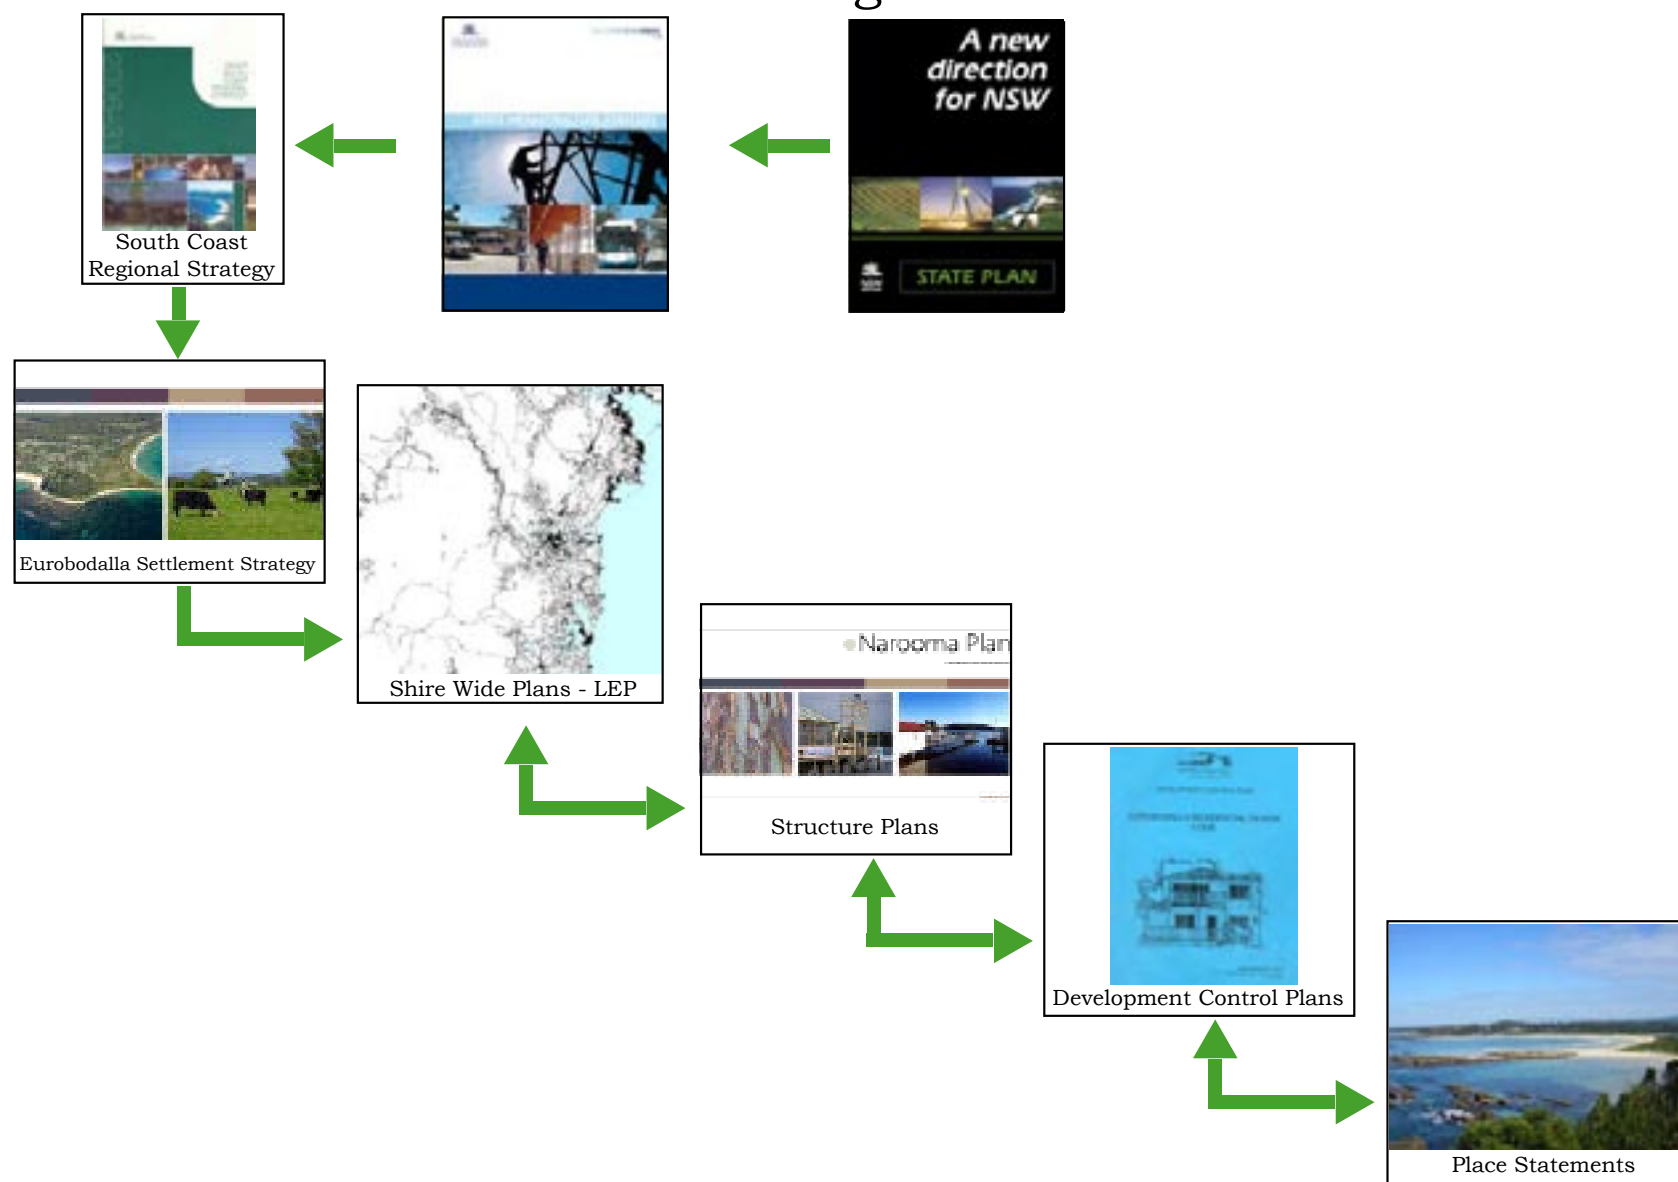 A new
direction
for NSW
STATE PLAN
South Coast
Regional Strategy
Eurobodalla Settlement Strategy
Shire Wide Plans - LEP
Narooma Plan
Structure Plans
Development Control Plans
Place Statements